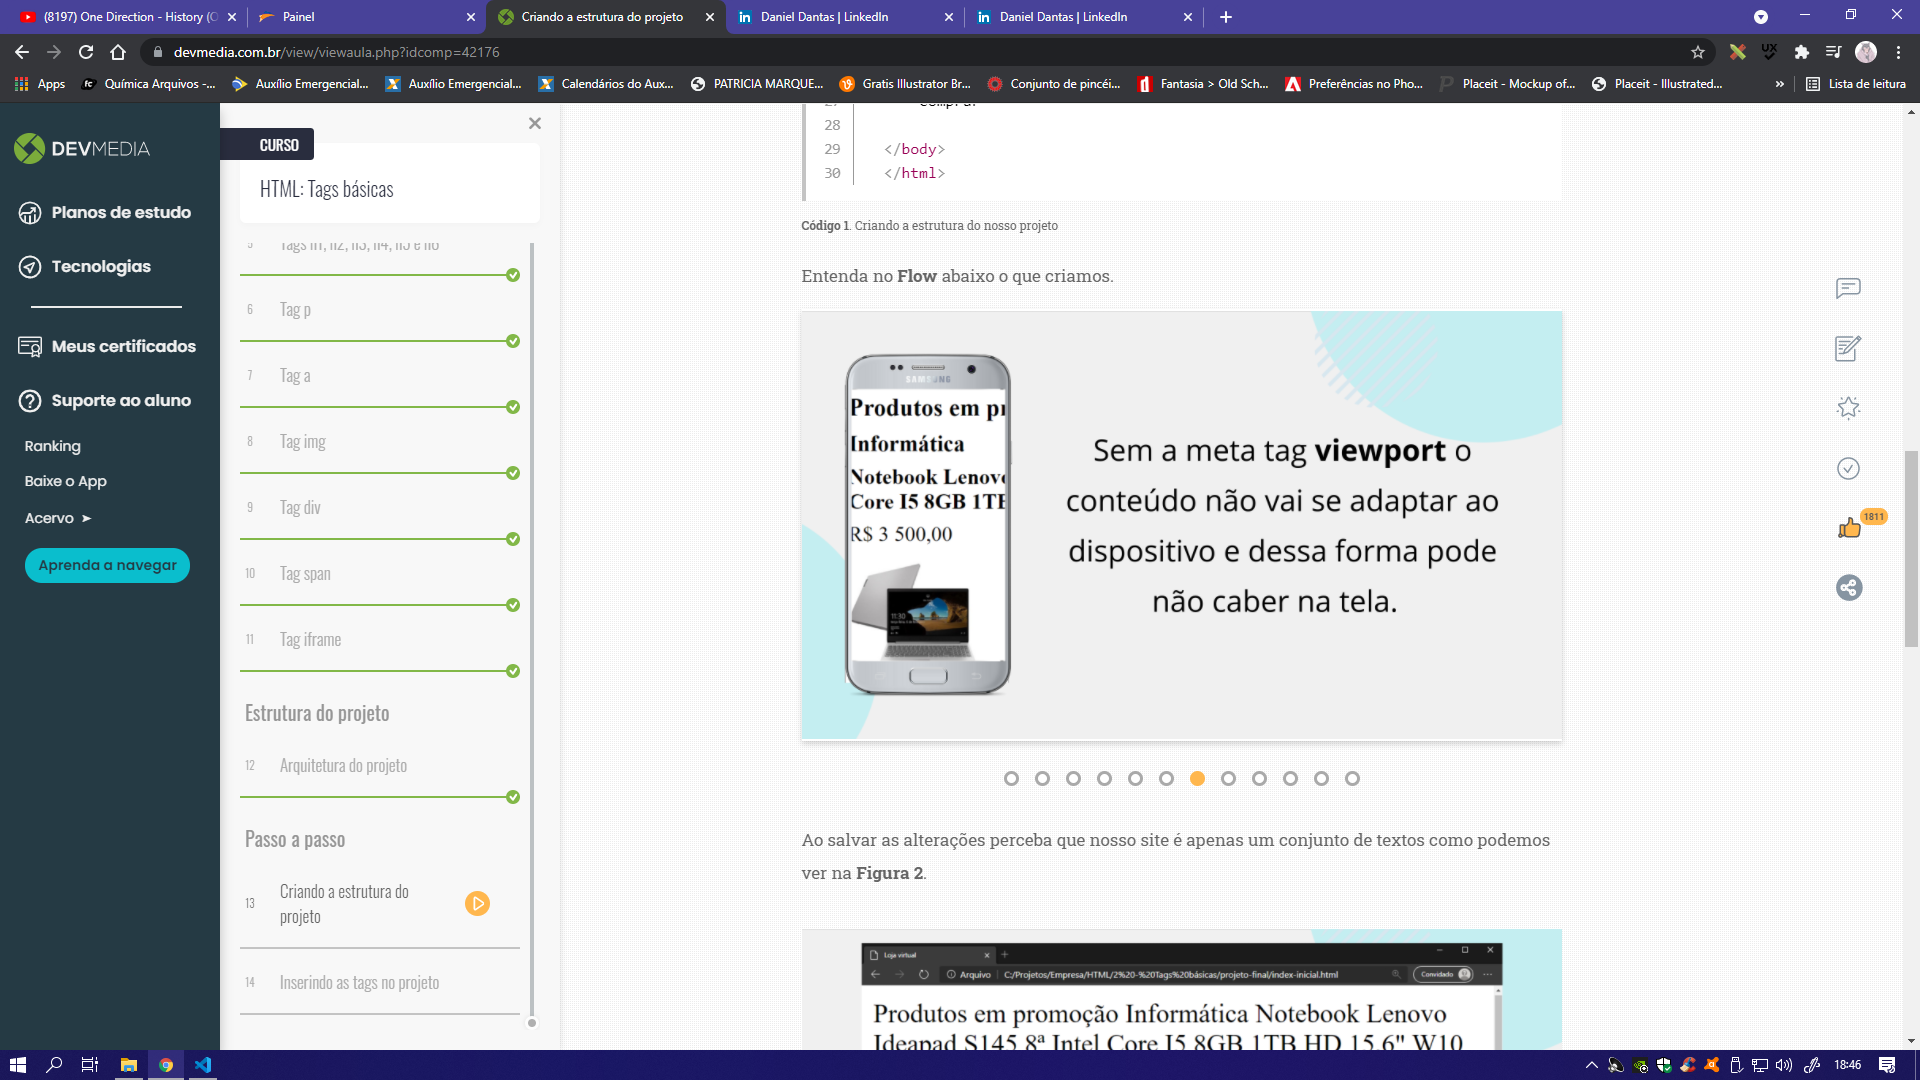 (8197) One Direction - History (O
Painel
Criando a estrutura do projeto
Daniel Dantas | LinkedIn
Daniel Dantas | LinkedIn
devmedia.com.br/view/viewaula.php?idcomp=42176
Apps
Química Arquivos -...
Auxílio Emergencial...
Auxílio Emergencial...
Calendários do Aux...
PATRICIA MARQUE...
Gratis Illustrator Br...
Conjunto de pincéi...
Fantasia > Old Sch...
Preferências no Pho...
Placeit - Mockup of...
Placeit - Illustrated...
»
Lista de leitura
DEVMEDIA
Planos de estudo
Tecnologias
Meus certificados
Suporte ao aluno
Ranking
Baixe o App
Acervo ➤
Aprenda a navegar
CURSO
HTML: Tags básicas
5 Tags h1, h2, h3, h4, h5 e h6
6 Tag p
7 Tag a
8 Tag img
9 Tag div
10 Tag span
11 Tag iframe
Estrutura do projeto
12 Arquitetura do projeto
Passo a passo
13 Criando a estrutura do
projeto
14 Inserindo as tags no projeto
27 Comprar
28
29 </body>
30 </html>
Código 1. Criando a estrutura do nosso projeto
Entenda no Flow abaixo o que criamos.
SAMSUNG
Produtos em pr
Informática
Notebook Lenovo
Core I5 8GB 1TB
R$ 3 500,00
11:30
Sem a meta tag viewport o
conteúdo não vai se adaptar ao
dispositivo e dessa forma pode
não caber na tela.
Ao salvar as alterações perceba que nosso site é apenas um conjunto de textos como podemos
ver na Figura 2.
Loja virtual
Arquivo | C:/Projetos/Empresa/HTML/2%20-%20Tags%20básicas/projeto-final/index-inicial.html
Convidado
Produtos em promoção Informática Notebook Lenovo
Ideapad S145 8ª Intel Core I5 8GB 1TB HD 15,6" W10
1811
UX
18:46